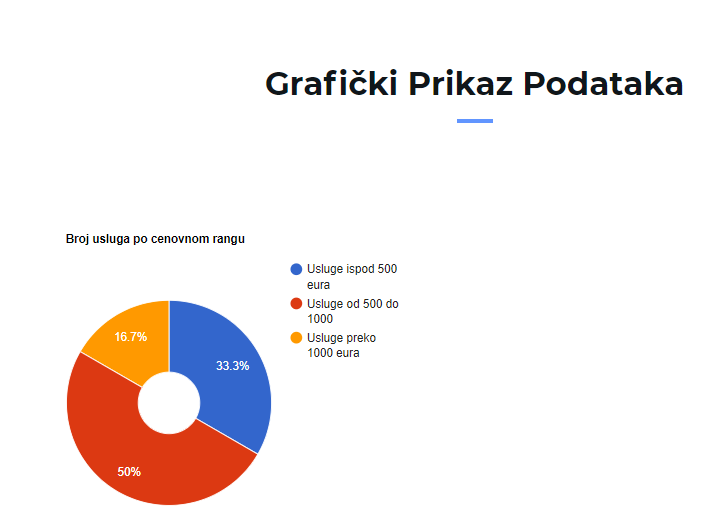 Grafički Prikaz Podataka
Broj usluga po cenovnom rangu
Usluge ispod 500
eura
Usluge od 500 do
1000
Usluge preko
1000 eura
16.7%
33.3%
50%